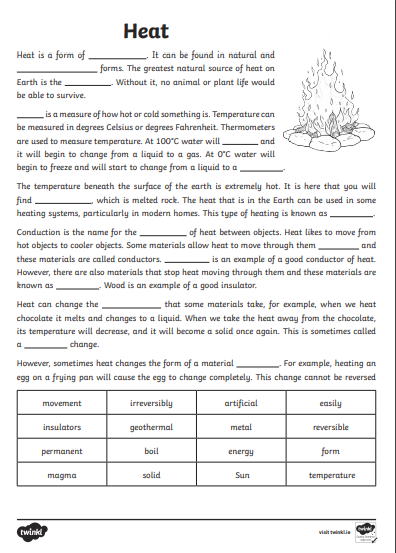 Heat
Heat is a form of ____________. It can be found in natural and
________________ forms. The greatest natural source of heat on
Earth is the __________. Without it, no animal or plant life would
be able to survive.
______ is a measure of how hot or cold something is. Temperature can
be measured in degrees Celsius or degrees Fahrenheit. Thermometers
are used to measure temperature. At 100°C water will ________ and
it will begin to change from a liquid to a gas. At 0°C water will
begin to freeze and will start to change from a liquid to a _________.
The temperature beneath the surface of the earth is extremely hot. It is here that you will
find ____________, which is melted rock. The heat that is in the Earth can be used in some
heating systems, particularly in modern homes. This type of heating is known as _________.
Conduction is the name for the __________ of heat between objects. Heat likes to move from
hot objects to cooler objects. Some materials allow heat to move through them ________ and
these materials are called conductors. _________ is an example of a good conductor of heat.
However, there are also materials that stop heat moving through them and these materials are
known as _________. Wood is an example of a good insulator.
Heat can change the ____________ that some materials take, for example, when we heat
chocolate it melts and changes to a liquid. When we take the heat away from the chocolate,
its temperature will decrease, and it will become a solid once again. This is sometimes called
a _________ change.
However, sometimes heat changes the form of a material _________. For example, heating an
egg on a frying pan will cause the egg to change completely. This change cannot be reversed
movement irreversibly artificial easily
insulators geothermal metal reversible
permanent boil energy form
magma solid Sun temperature
twinkl
visit twinkl.ie